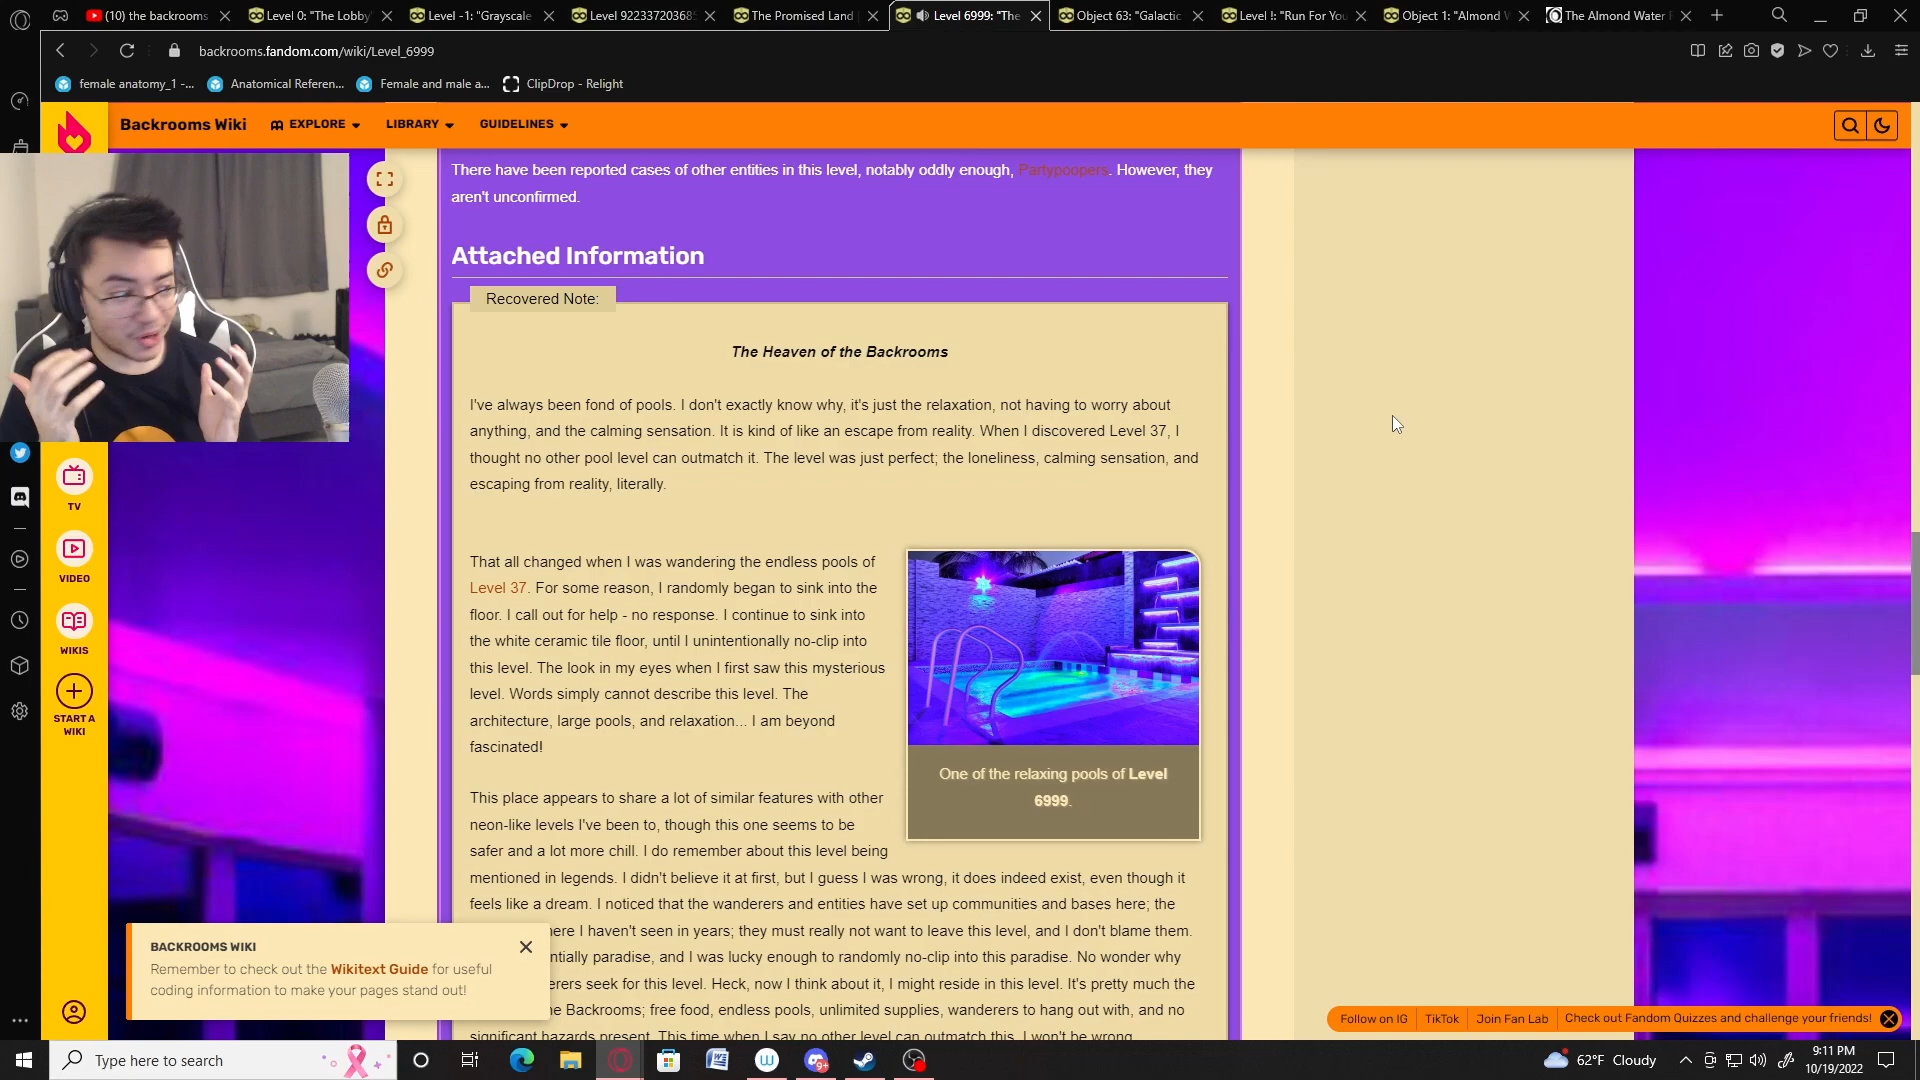 (10) the backrooms
Level 0: "The Lobby"
Level -1: "Grayscale
Level 92233720368
The Promised Land
Level 6999: "The
Object 63: "Galactic
Level !: "Run For You
Object 1: "Almond W
The Almond Water
backrooms.fandom.com/wiki/Level_6999
female anatomy_1 -...
Anatomical Referen...
Female and male a...
ClipDrop - Relight
Backrooms Wiki
EXPLORE
LIBRARY
GUIDELINES
There have been reported cases of other entities in this level, notably oddly enough, Partypoopers. However, they
aren't unconfirmed.
Attached Information
Recovered Note:
The Heaven of the Backrooms
I've always been fond of pools. I don't exactly know why, it's just the relaxation, not having to worry about
anything, and the calming sensation. It is kind of like an escape from reality. When I discovered Level 37, I
thought no other pool level can outmatch it. The level was just perfect; the loneliness, calming sensation, and
escaping from reality, literally.
That all changed when I was wandering the endless pools of
Level 37. For some reason, I randomly began to sink into the
floor. I call out for help - no response. I continue to sink into
the white ceramic tile floor, until I unintentionally no-clip into
this level. The look in my eyes when I first saw this mysterious
level. Words simply cannot describe this level. The
architecture, large pools, and relaxation... I am beyond
fascinated!
One of the relaxing pools of Level
6999.
This place appears to share a lot of similar features with other
neon-like levels I've been to, though this one seems to be
safer and a lot more chill. I do remember about this level being
mentioned in legends. I didn't believe it at first, but I guess I was wrong, it does indeed exist, even though it
feels like a dream. I noticed that the wanderers and entities have set up communities and bases here; the
here I haven't seen in years; they must really not want to leave this level, and I don't blame them.
ntially paradise, and I was lucky enough to randomly no-clip into this paradise. No wonder why
erers seek for this level. Heck, now I think about it, I might reside in this level. It's pretty much the
he Backrooms; free food, endless pools, unlimited supplies, wanderers to hang out with, and no
significant hazards present. This time when I say no other level can outmatch this, I won't be wrong.
TV
VIDEO
WIKIS
START A
WIKI
BACKROOMS WIKI
Remember to check out the Wikitext Guide for useful
coding information to make your pages stand out!
Follow on IG
TikTok
Join Fan Lab
Check out Fandom Quizzes and challenge your friends!
Type here to search
9+
62°F Cloudy
9:11 PM
10/19/2022